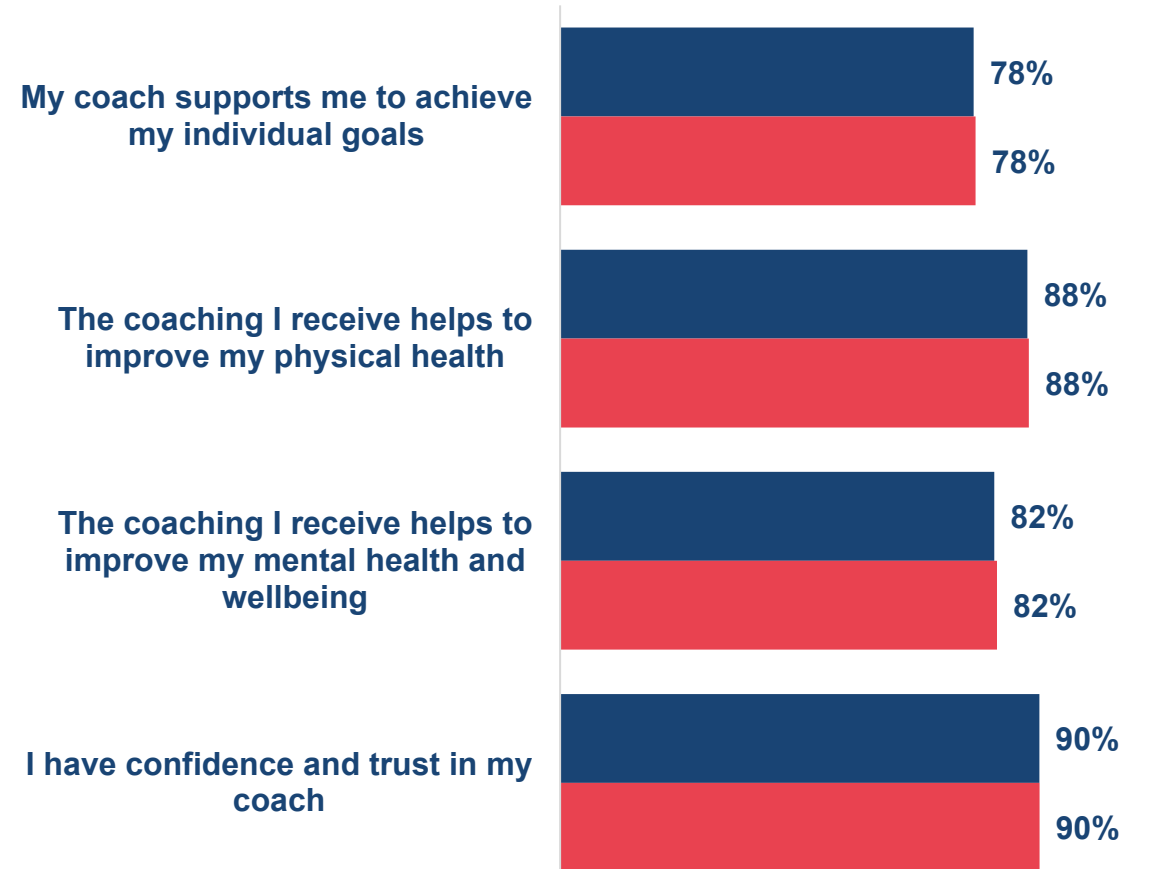 My coach supports me to achieve
my individual goals
78%
78%
The coaching I receive helps to
improve my physical health
88%
88%
The coaching I receive helps to
improve my mental health and
wellbeing
82%
82%
I have confidence and trust in my
coach
90%
90%